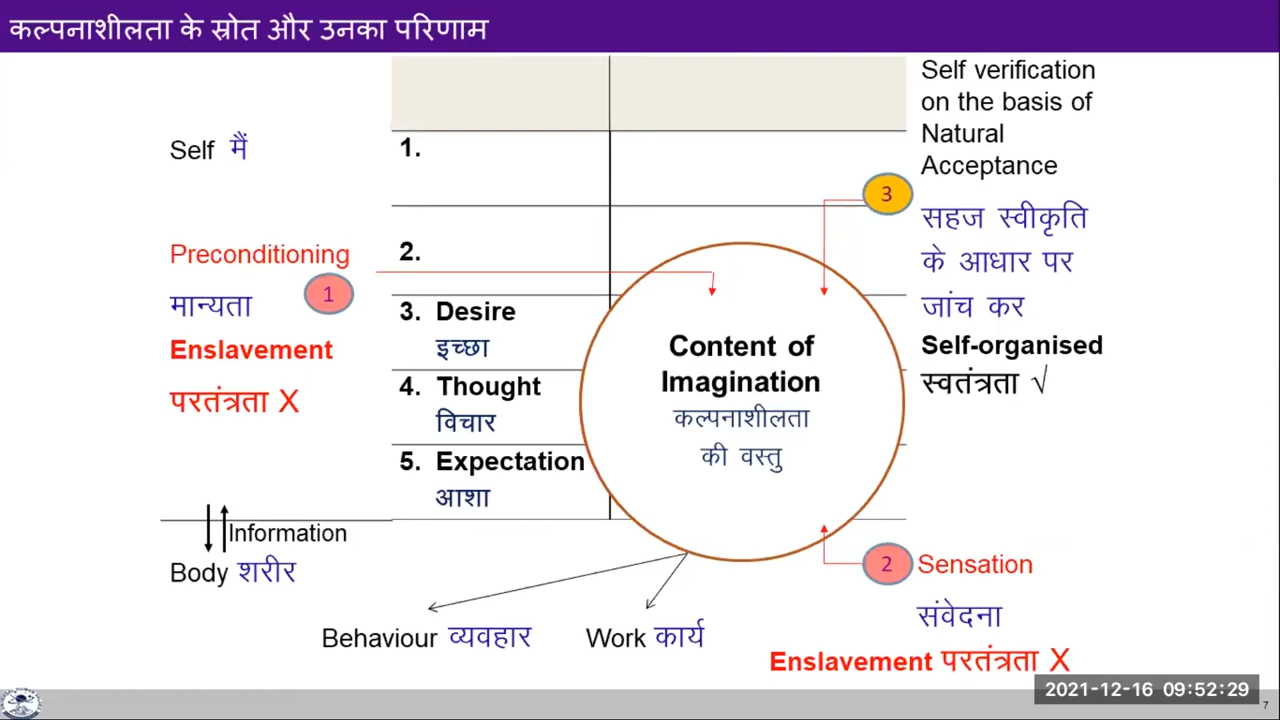 कल्पनाशीलता के स्रोत और उनका परिणाम
Self मैं
1.
Self verification
on the basis of
Natural
Acceptance
3
सहज स्वीकृति
के आधार पर
जांच कर
Self-organised
स्वतंत्रता √
Preconditioning
1
मान्यता
Enslavement
परतंत्रता X
2.
3. Desire
इच्छा
4. Thought
विचार
5. Expectation
आशा
Content of
Imagination
कल्पनाशीलता
की वस्तु
Information
Body शरीर
Behaviour व्यवहार
Work कार्य
2 Sensation
संवेदना
Enslavement परतंत्रता X
2021-12-16 09:52:29
7